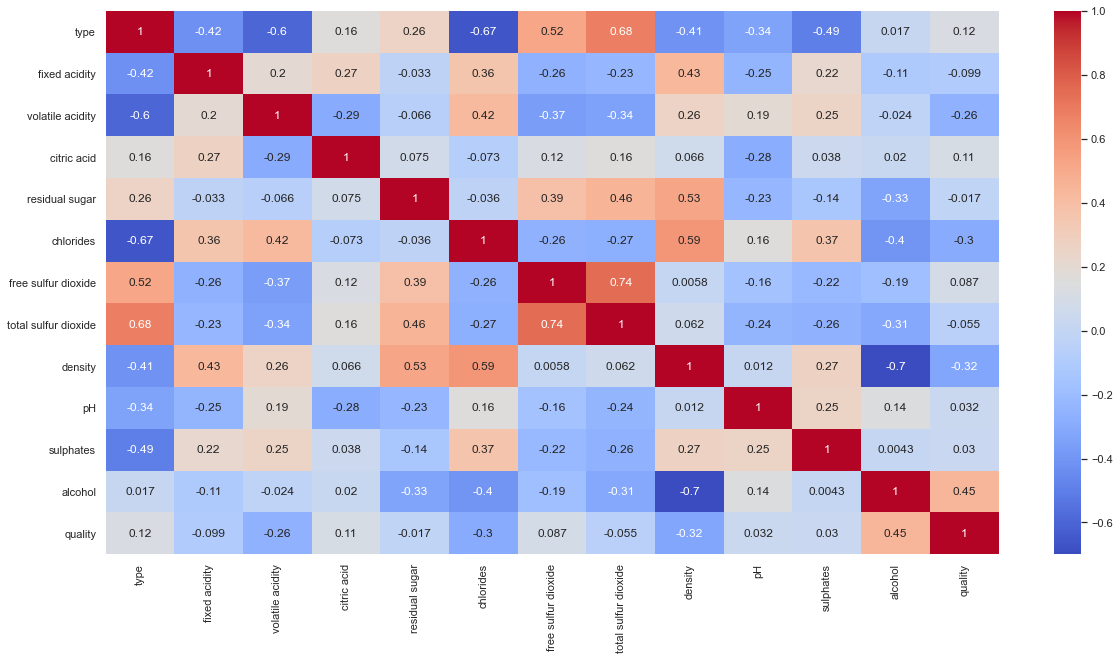 type 1 -0.42 -0.6 0.16 0.26 -0.67 0.52 0.68 -0.41 -0.34 -0.49 0.017 0.12
fixed acidity -0.42 1 0.2 0.27 -0.033 0.36 -0.26 -0.23 0.43 -0.25 0.22 -0.11 -0.099
volatile acidity -0.6 0.2 1 -0.29 -0.066 0.42 -0.37 -0.34 0.26 0.19 0.25 -0.024 -0.26
citric acid 0.16 0.27 -0.29 1 0.075 -0.073 0.12 0.16 0.066 -0.28 0.038 0.02 0.11
residual sugar 0.26 -0.033 -0.066 0.075 1 -0.036 0.39 0.46 0.53 -0.23 -0.14 -0.33 -0.017
chlorides -0.67 0.36 0.42 -0.073 -0.036 1 -0.26 -0.27 0.59 0.16 0.37 -0.4 -0.3
free sulfur dioxide 0.52 -0.26 -0.37 0.12 0.39 -0.26 1 0.74 0.0058 -0.16 -0.22 -0.19 0.087
total sulfur dioxide 0.68 -0.23 -0.34 0.16 0.46 -0.27 0.74 1 0.062 -0.24 -0.26 -0.31 -0.055
density -0.41 0.43 0.26 0.066 0.53 0.59 0.0058 0.062 1 0.012 0.27 -0.7 -0.32
pH -0.34 -0.25 0.19 -0.28 -0.23 0.16 -0.16 -0.24 0.012 1 0.25 0.14 0.032
sulphates -0.49 0.22 0.25 0.038 -0.14 0.37 -0.22 -0.26 0.27 0.25 1 0.0043 0.03
alcohol 0.017 -0.11 -0.024 0.02 -0.33 -0.4 -0.19 -0.31 -0.7 0.14 0.0043 1 0.45
quality 0.12 -0.099 -0.26 0.11 -0.017 -0.3 0.087 -0.055 -0.32 0.032 0.03 0.45 1
type
fixed acidity
volatile acidity
citric acid
residual sugar
chlorides
free sulfur dioxide
total sulfur dioxide
density
pH
sulphates
alcohol
quality
1.0
0.8
0.6
0.4
0.2
0.0
−0.2
−0.4
−0.6